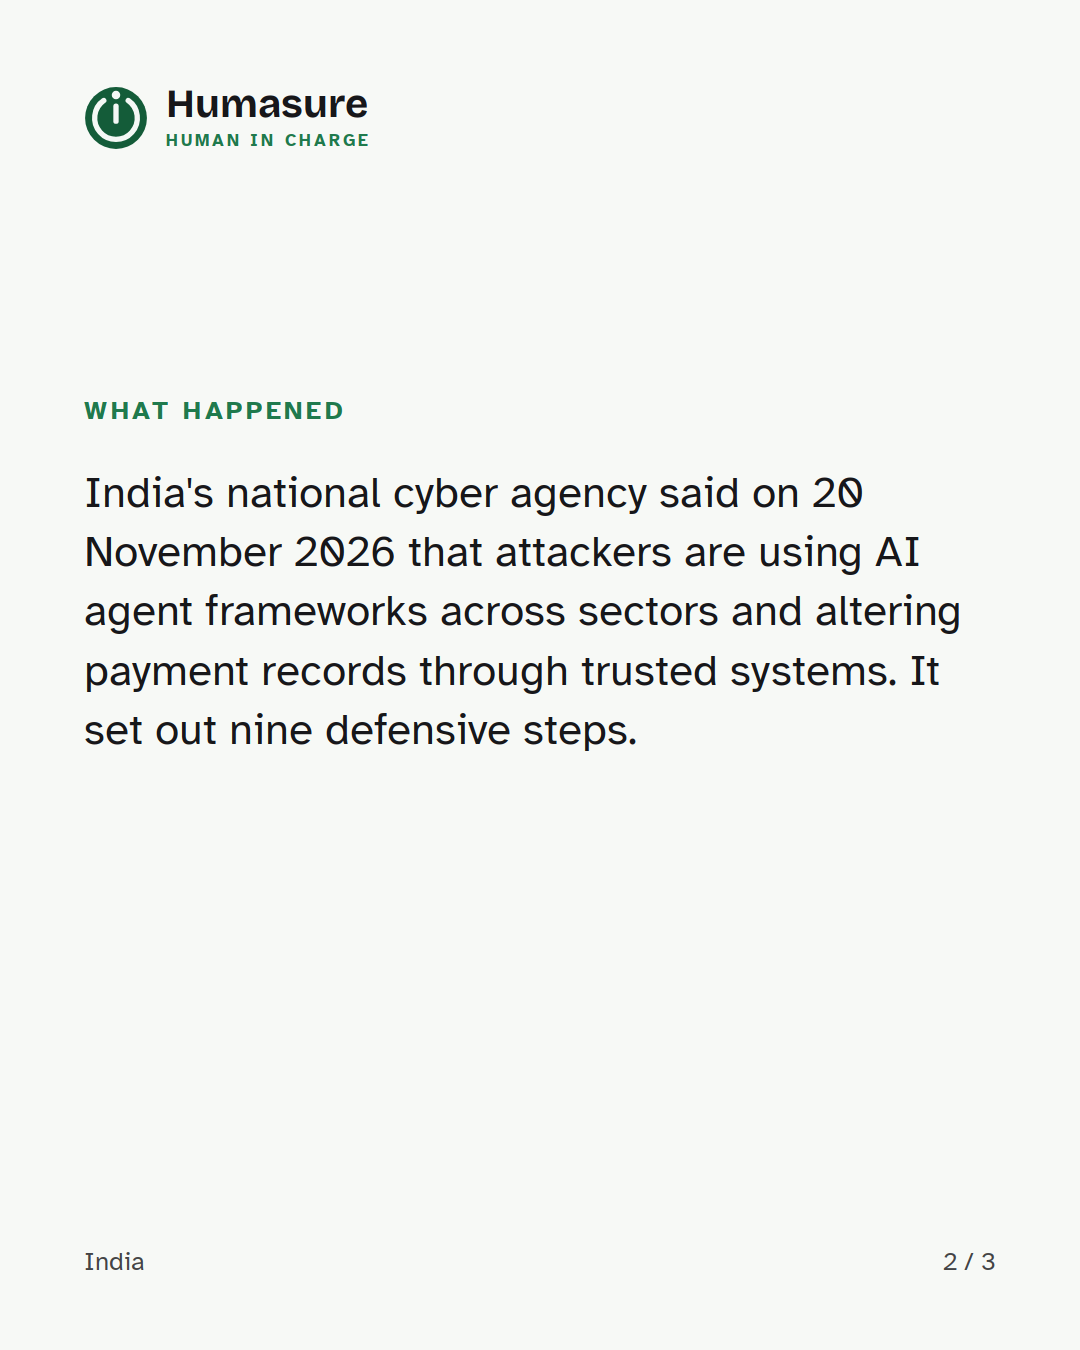 Humasure
HUMAN IN CHARGE
WHAT HAPPENED
India's national cyber agency said on 20
November 2026 that attackers are using AI
agent frameworks across sectors and altering
payment records through trusted systems. It
set out nine defensive steps.
India
2 / 3